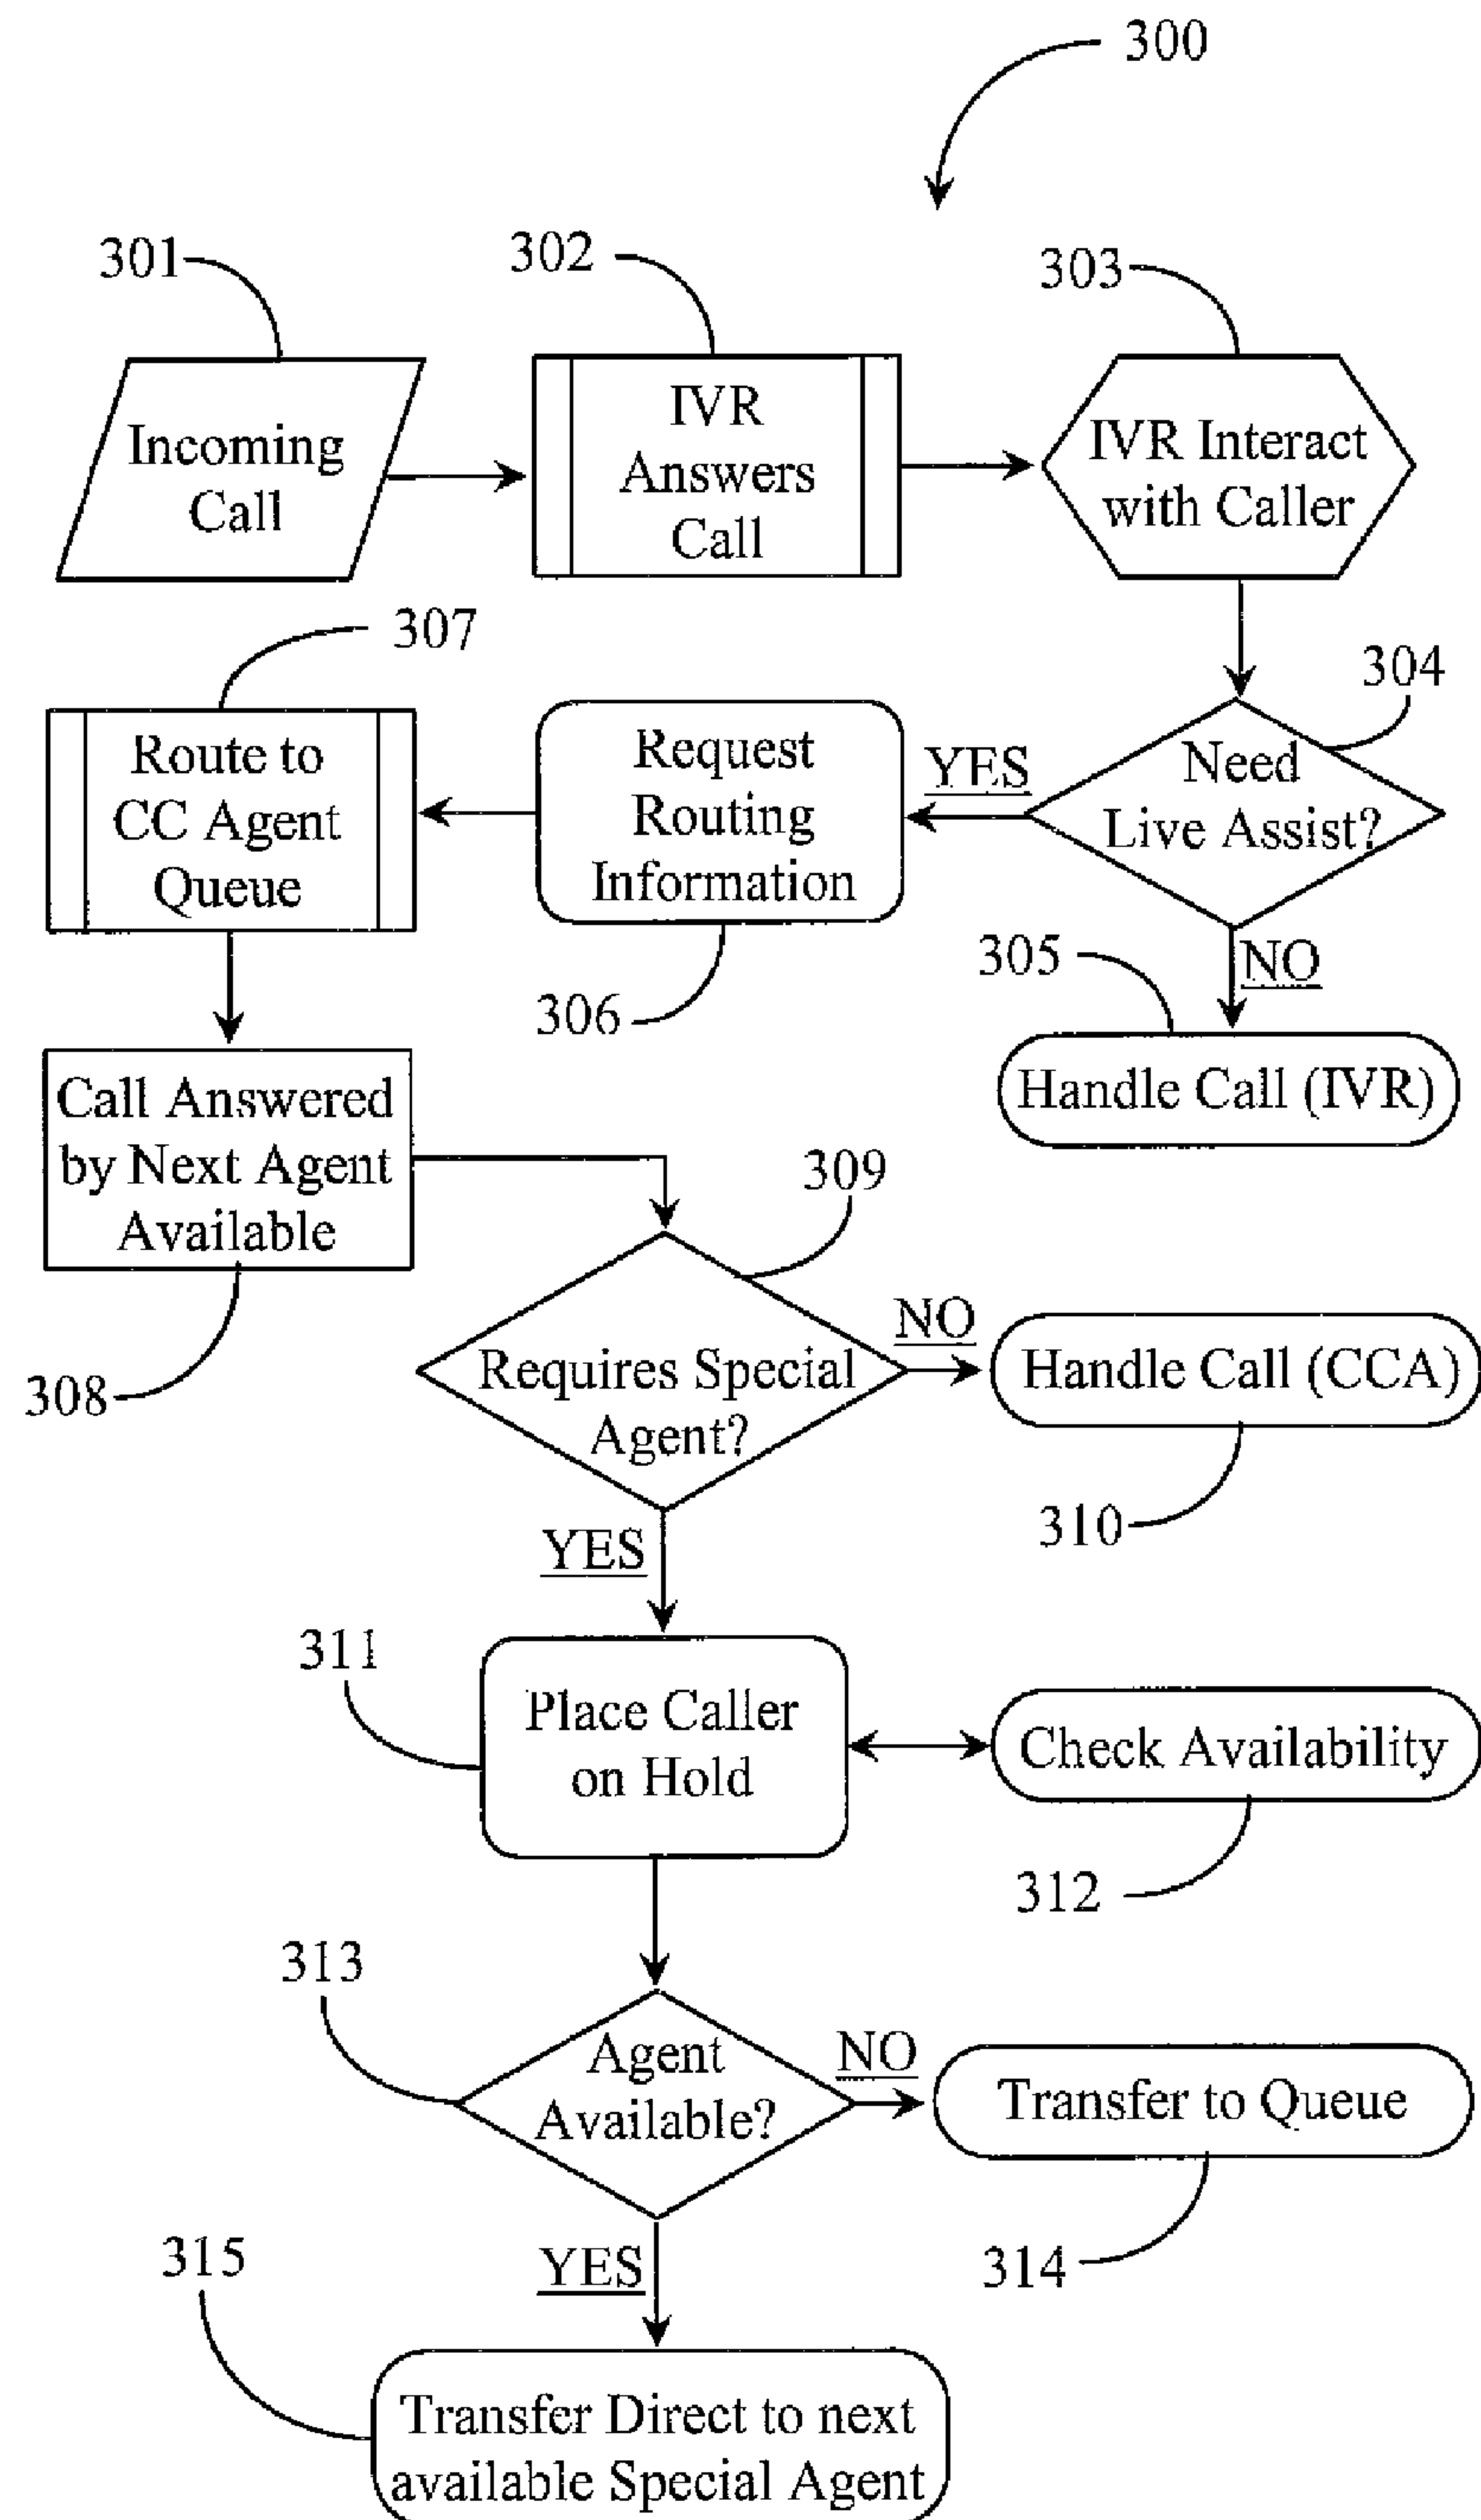 300
301
302
303
Incoming
Call
IVR
Answers
Call
IVR Interact
with Caller
307
304
Route to
CC Agent
Queue
Request
Routing
Information
YES
Need
Live Assist?
306
305
NO
Handle Call (IVR)
Call Answered
by Next Agent
Available
308
309
Requires Special
Agent?
NO
Handle Call (CCA)
310
YES
311
Place Caller
on Hold
Check Availability
312
313
Agent
Available?
NO
Transfer to Queue
314
315
YES
Transfer Direct to next
available Special Agent